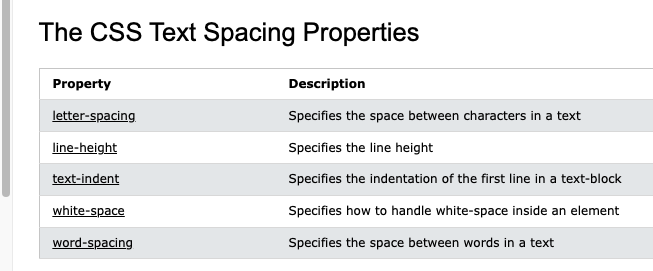 The CSS Text Spacing Properties
Property Description
letter-spacing Specifies the space between characters in a text
line-height Specifies the line height
text-indent Specifies the indentation of the first line in a text-block
white-space Specifies how to handle white-space inside an element
word-spacing Specifies the space between words in a text